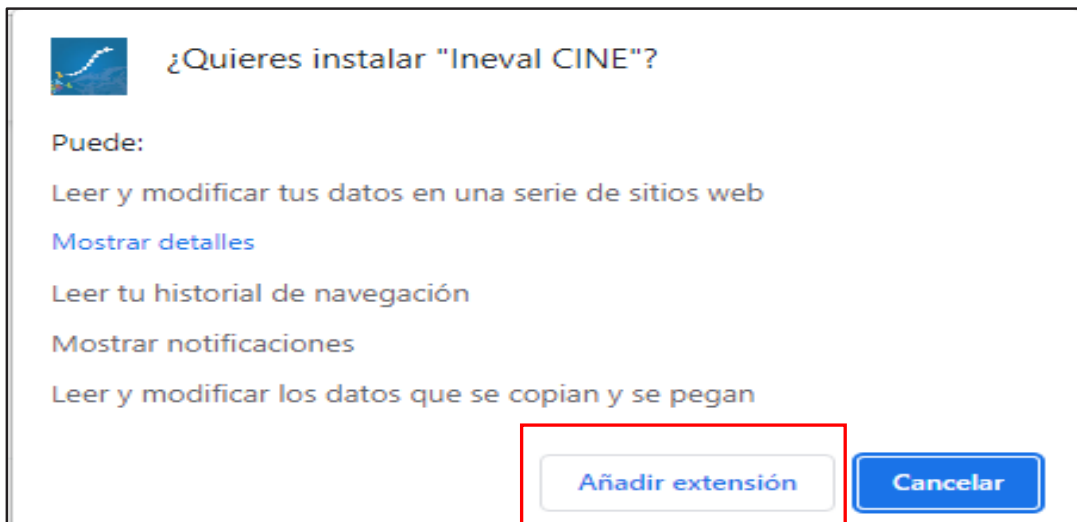 ¿Quieres instalar "Ineval CINE"?
Puede:
Leer y modificar tus datos en una serie de sitios web
Mostrar detalles
Leer tu historial de navegación
Mostrar notificaciones
Leer y modificar los datos que se copian y se pegan
Añadir extensión
Cancelar